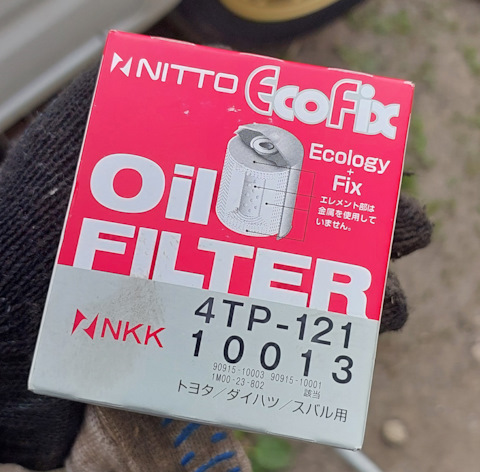 NITTO EcoFix
Ecology
+
Fix
エレメント部は
金属を使用して
いません。
Oil
FILTER
4TP-121
NKK
10013
90915-10003 90915-10001
1M00-23-802 該当
トヨタ/ダイハツ/スバル用